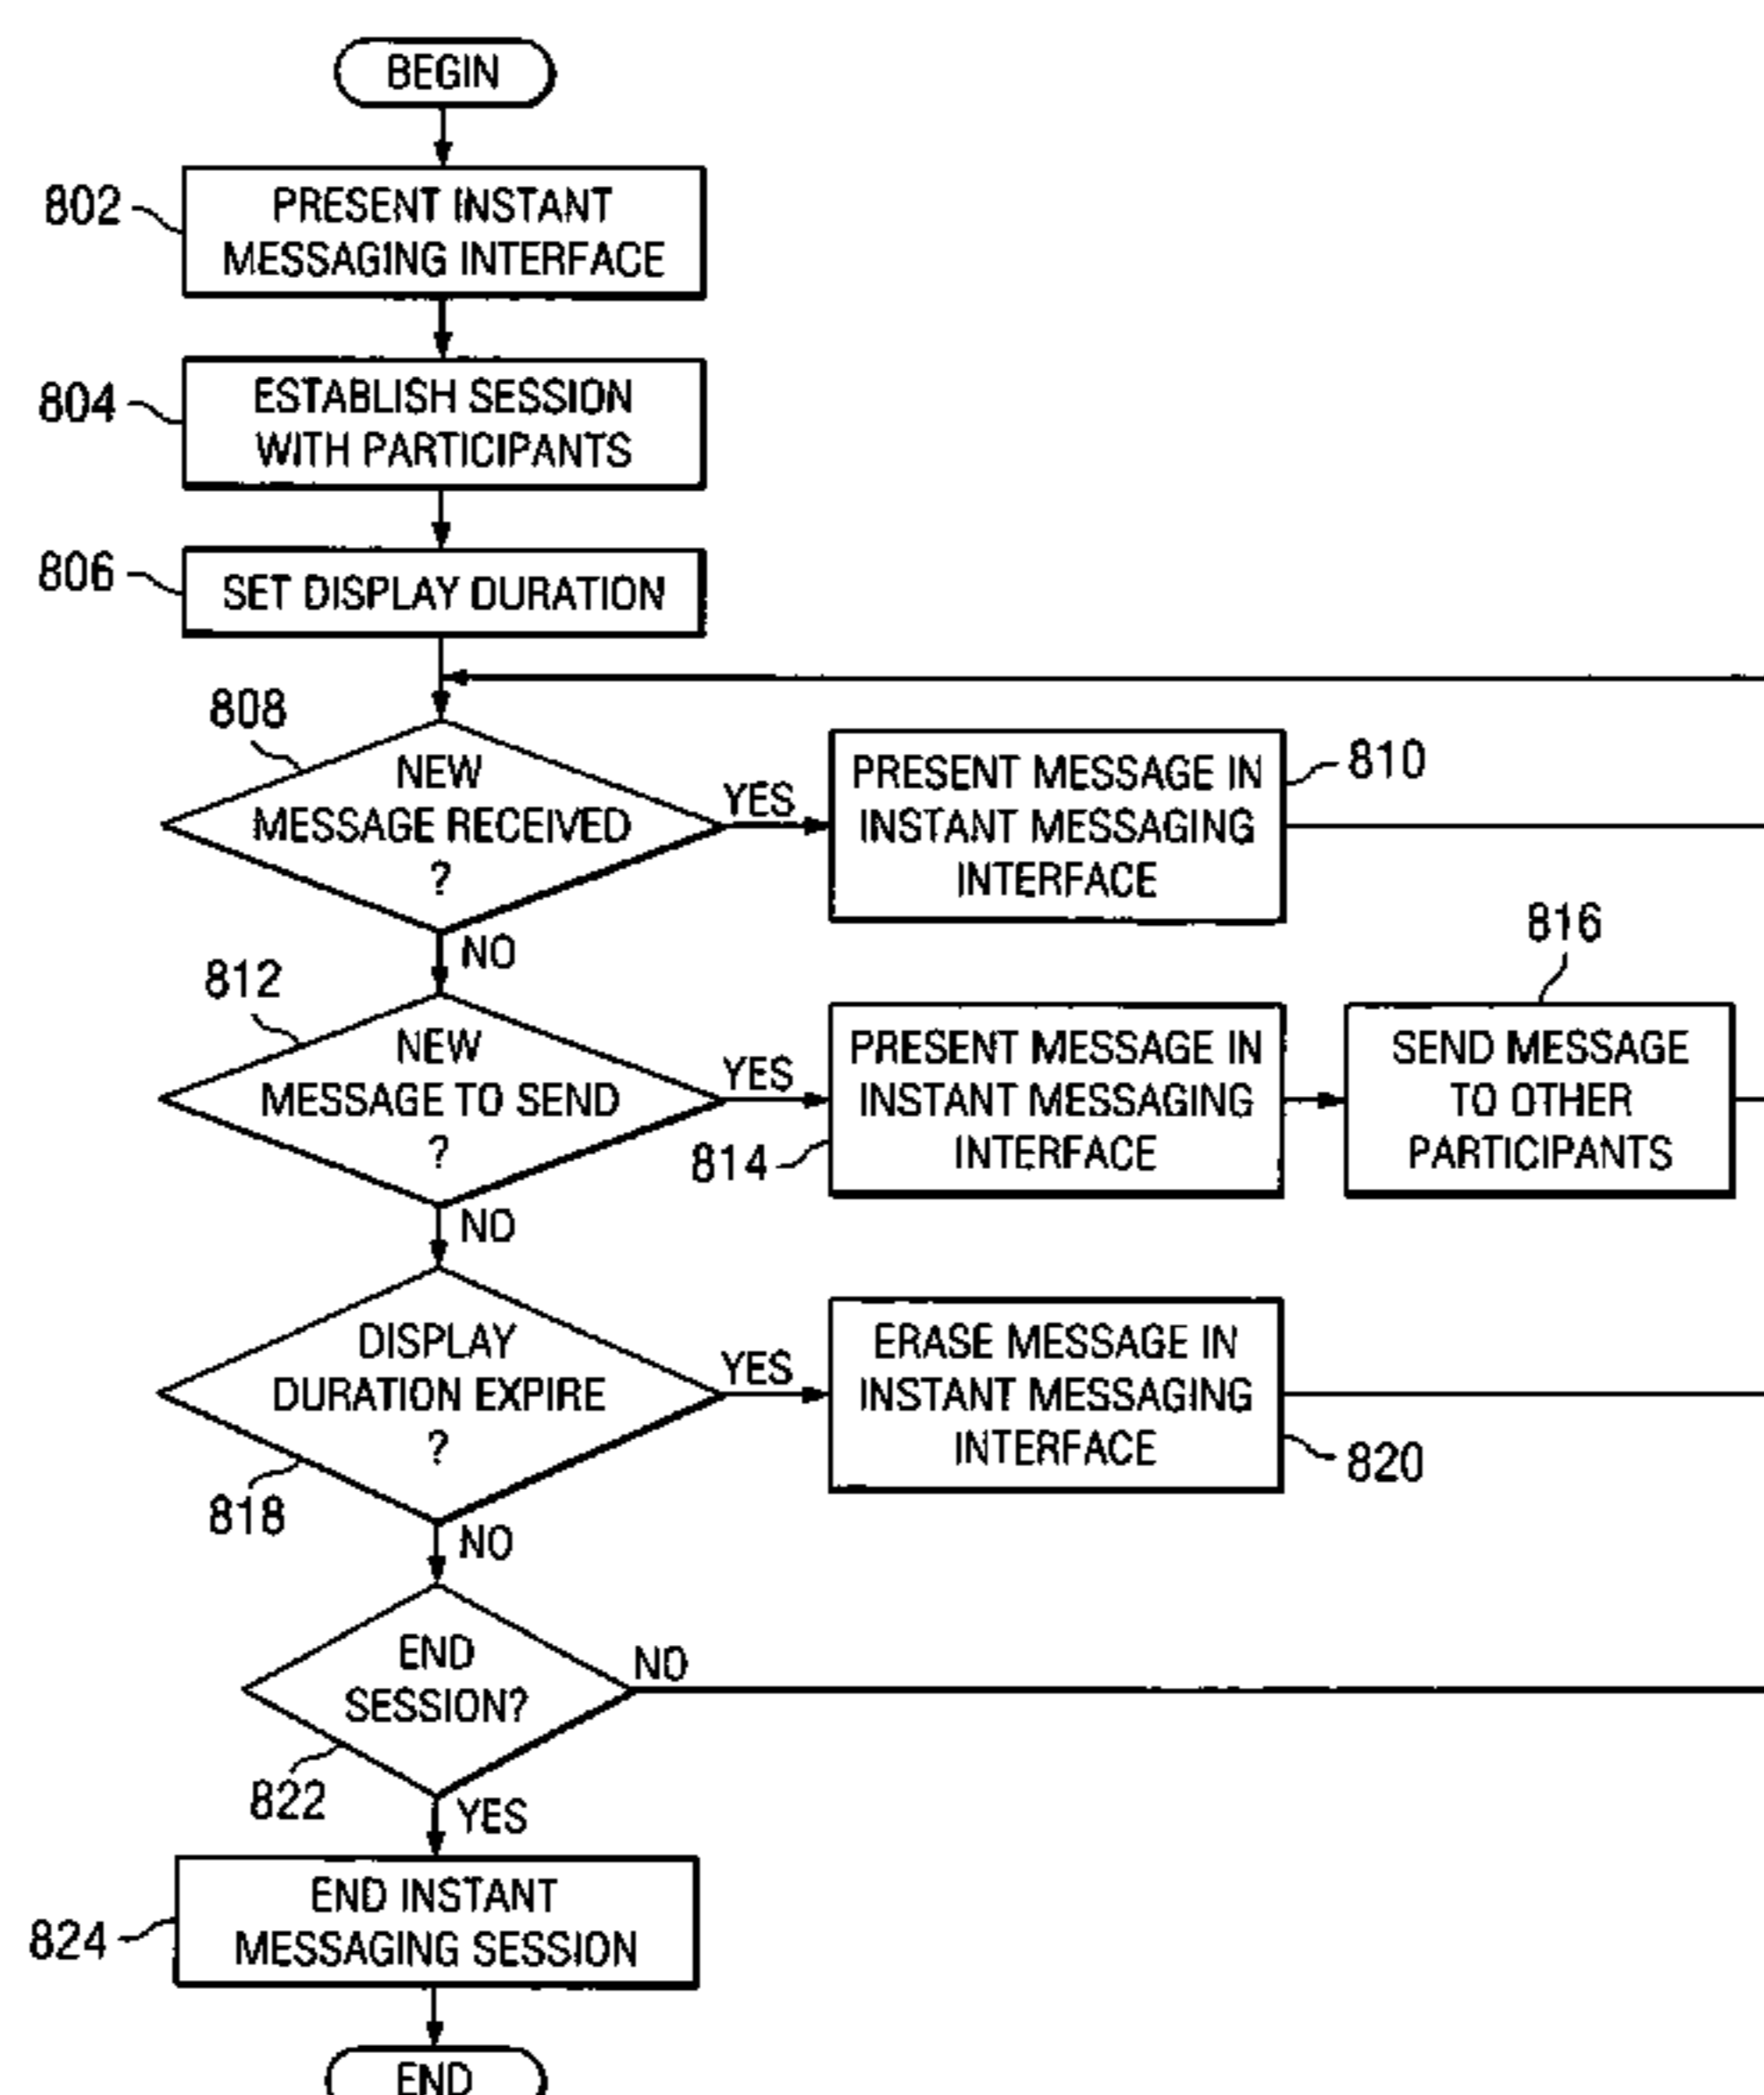 BEGIN
802
PRESENT INSTANT
MESSAGING INTERFACE
804
ESTABLISH SESSION
WITH PARTICIPANTS
806
SET DISPLAY DURATION
808
NEW
MESSAGE RECEIVED
?
YES
PRESENT MESSAGE IN
INSTANT MESSAGING
INTERFACE
810
NO
812
NEW
MESSAGE TO SEND
?
YES
PRESENT MESSAGE IN
INSTANT MESSAGING
INTERFACE
814
816
SEND MESSAGE
TO OTHER
PARTICIPANTS
NO
DISPLAY
DURATION EXPIRE
?
818
YES
ERASE MESSAGE IN
INSTANT MESSAGING
INTERFACE
820
NO
END
SESSION?
822
NO
YES
824
END INSTANT
MESSAGING SESSION
END